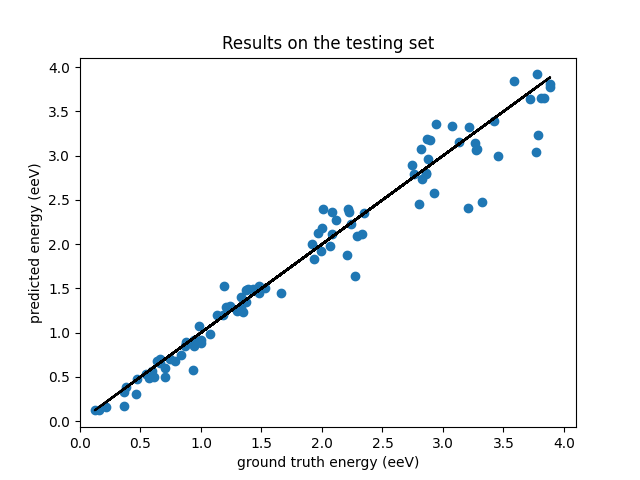 Results on the testing set
4.0
3.5
3.0
2.5
2.0
1.5
1.0
0.5
0.0
predicted energy (eeV)
0.0 0.5 1.0 1.5 2.0 2.5 3.0 3.5 4.0
ground truth energy (eeV)